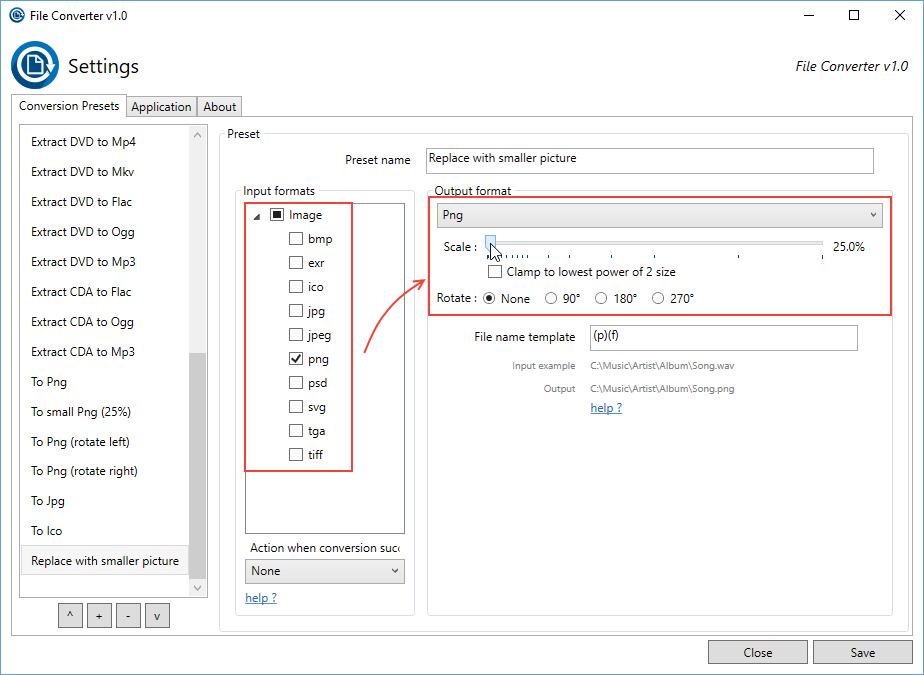 File Converter v1.0
Settings
File Converter v1.0
Conversion Presets
Application
About
Extract DVD to Mp4
Extract DVD to Mkv
Extract DVD to Flac
Extract DVD to Ogg
Extract DVD to Mp3
Extract CDA to Flac
Extract CDA to Ogg
Extract CDA to Mp3
To Png
To small Png (25%)
To Png (rotate left)
To Png (rotate right)
To Jpg
To Ico
Replace with smaller picture
^
+
-
v
Preset
Preset name
Replace with smaller picture
Input formats
Image
bmp
exr
ico
jpg
jpeg
png
psd
svg
tga
tiff
Action when conversion succ
None
help ?
Output format
Png
Scale :
25.0%
Clamp to lowest power of 2 size
Rotate :
None
90°
180°
270°
File name template
(p)(f)
Input example
C:\Music\Artist\Album\Song.wav
Output
C:\Music\Artist\Album\Song.png
help ?
Close
Save